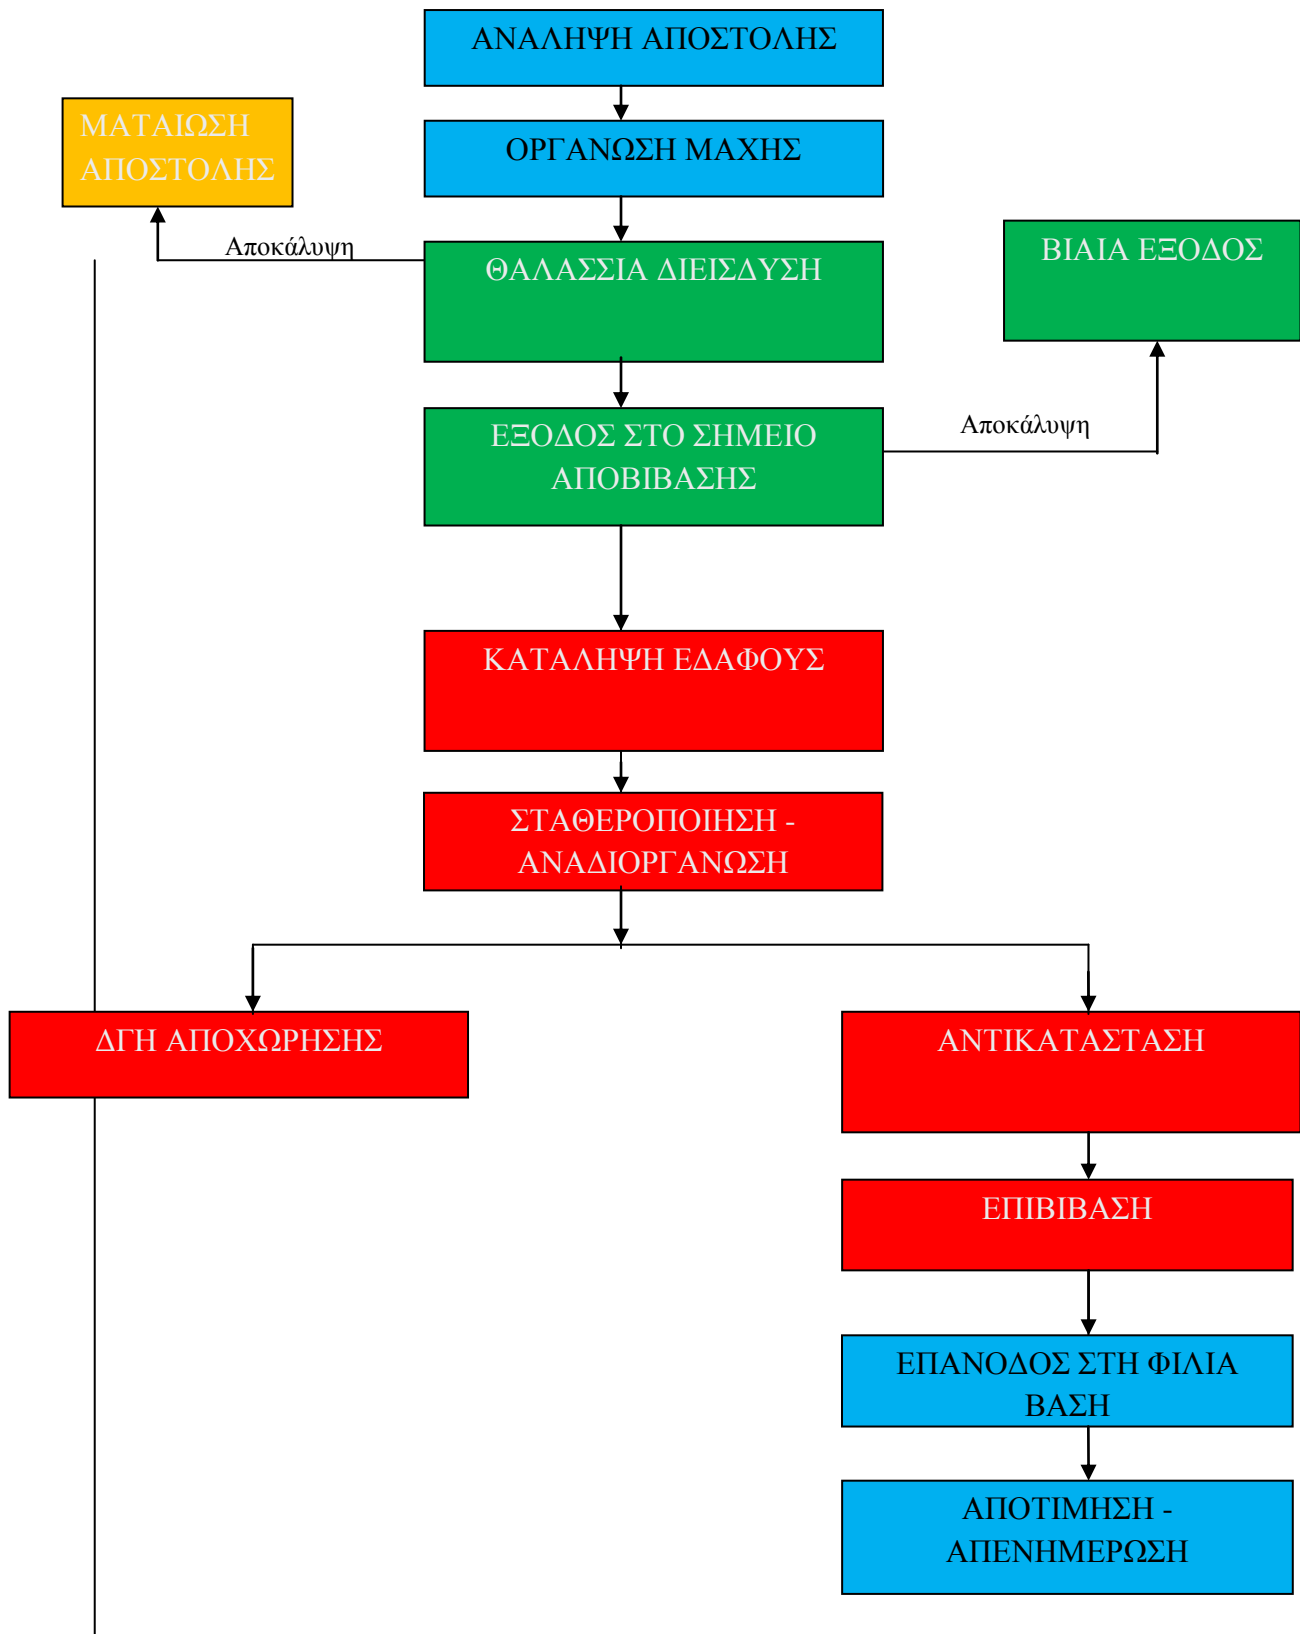 ΑΝΑΛΗΨΗ ΑΠΟΣΤΟΛΗΣ
ΜΑΤΑΙΩΣΗ
ΑΠΟΣΤΟΛΗΣ
ΟΡΓΑΝΩΣΗ ΜΑΧΗΣ
Αποκάλυψη
ΘΑΛΑΣΣΙΑ ΔΙΕΙΣΔΥΣΗ
ΒΙΑΙΑ ΕΞΟΔΟΣ
ΕΞΟΔΟΣ ΣΤΟ ΣΗΜΕΙΟ
ΑΠΟΒΙΒΑΣΗΣ
Αποκάλυψη
ΚΑΤΑΛΗΨΗ ΕΔΑΦΟΥΣ
ΣΤΑΘΕΡΟΠΟΙΗΣΗ -
ΑΝΑΔΙΟΡΓΑΝΩΣΗ
ΔΓΗ ΑΠΟΧΩΡΗΣΗΣ
ΑΝΤΙΚΑΤΑΣΤΑΣΗ
ΕΠΙΒΙΒΑΣΗ
ΕΠΑΝΟΔΟΣ ΣΤΗ ΦΙΛΙΑ
ΒΑΣΗ
ΑΠΟΤΙΜΗΣΗ -
ΑΠΕΝΗΜΕΡΩΣΗ